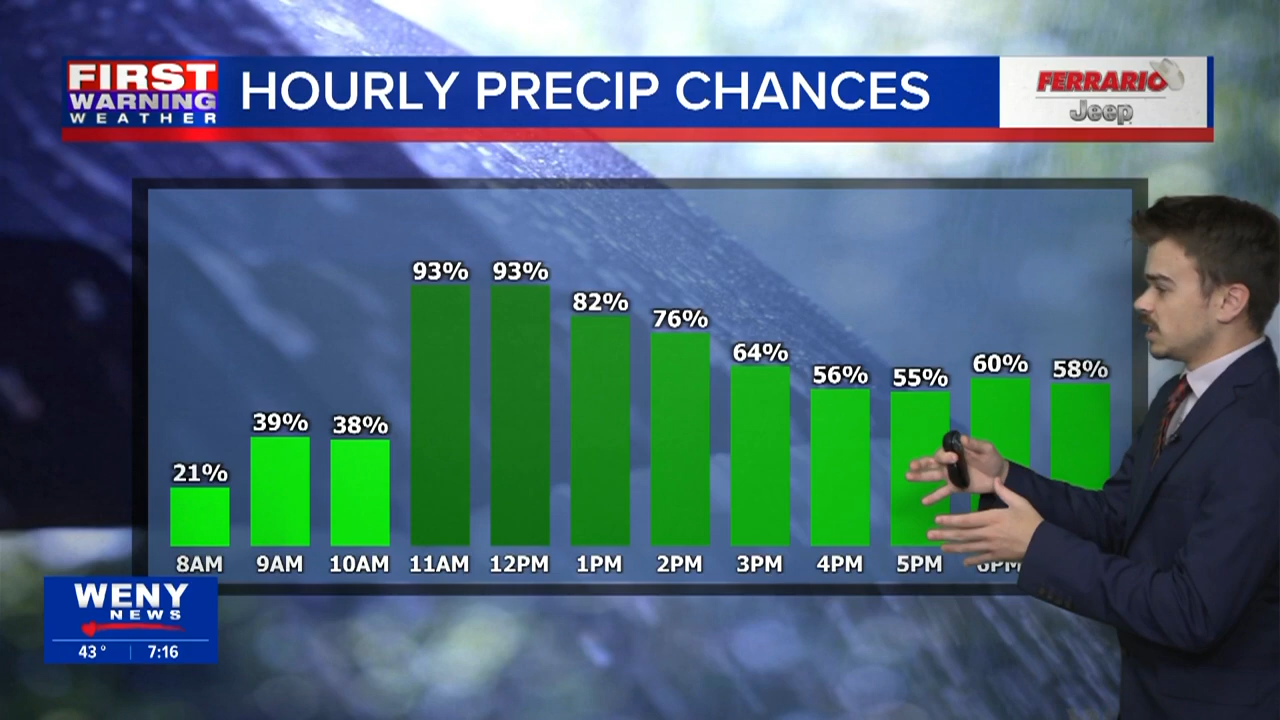 FIRST
WARNING
WEATHER
HOURLY PRECIP CHANCES
FERRARIO
Jeep
93% 93%
82%
76%
64%
60%
58%
56% 55%
39% 38%
21%
8AM 9AM 10AM 11AM 12PM 1PM 2PM 3PM 4PM 5PM 6PM
WENY
NEWS
43° 7:16